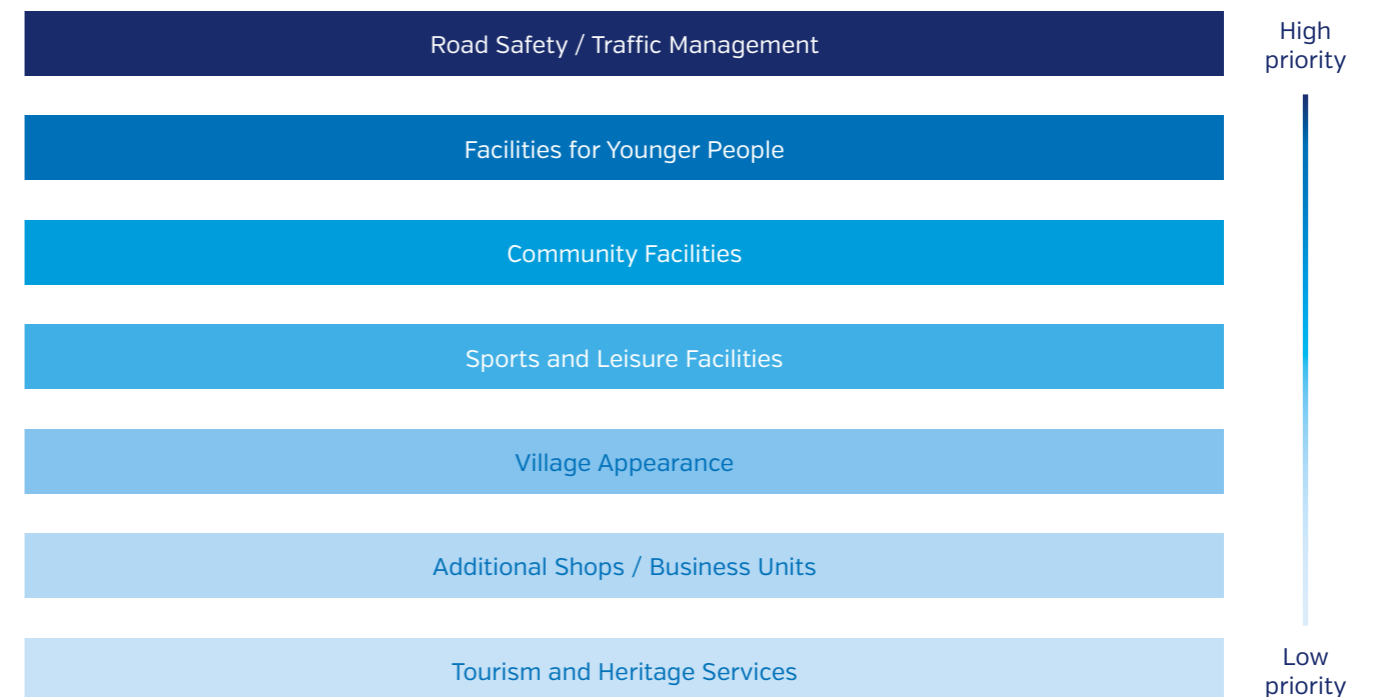 Road Safety / Traffic Management
High
priority
Facilities for Younger People
Community Facilities
Sports and Leisure Facilities
Village Appearance
Additional Shops / Business Units
Tourism and Heritage Services
Low
priority